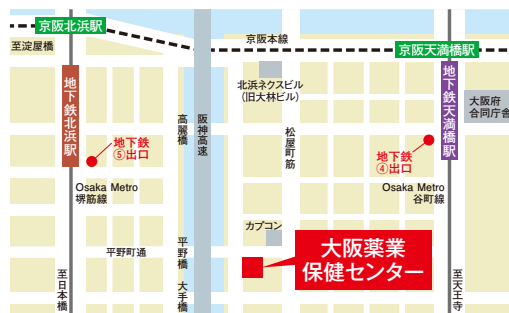 京阪北浜駅
至淀屋橋
京阪本線
京阪天満橋駅
地下鉄北浜駅
高麗橋
阪神高速
北浜ネクスビル
(旧大林ビル)
松屋町筋
地下鉄天満橋駅
大阪府
合同庁舎
地下鉄
⑤出口
地下鉄
④出口
Osaka Metro
堺筋線
Osaka Metro
谷町線
カプコン
平野町通
平野橋
大手橋
大阪薬業
保健センター
至日本橋
至天王寺